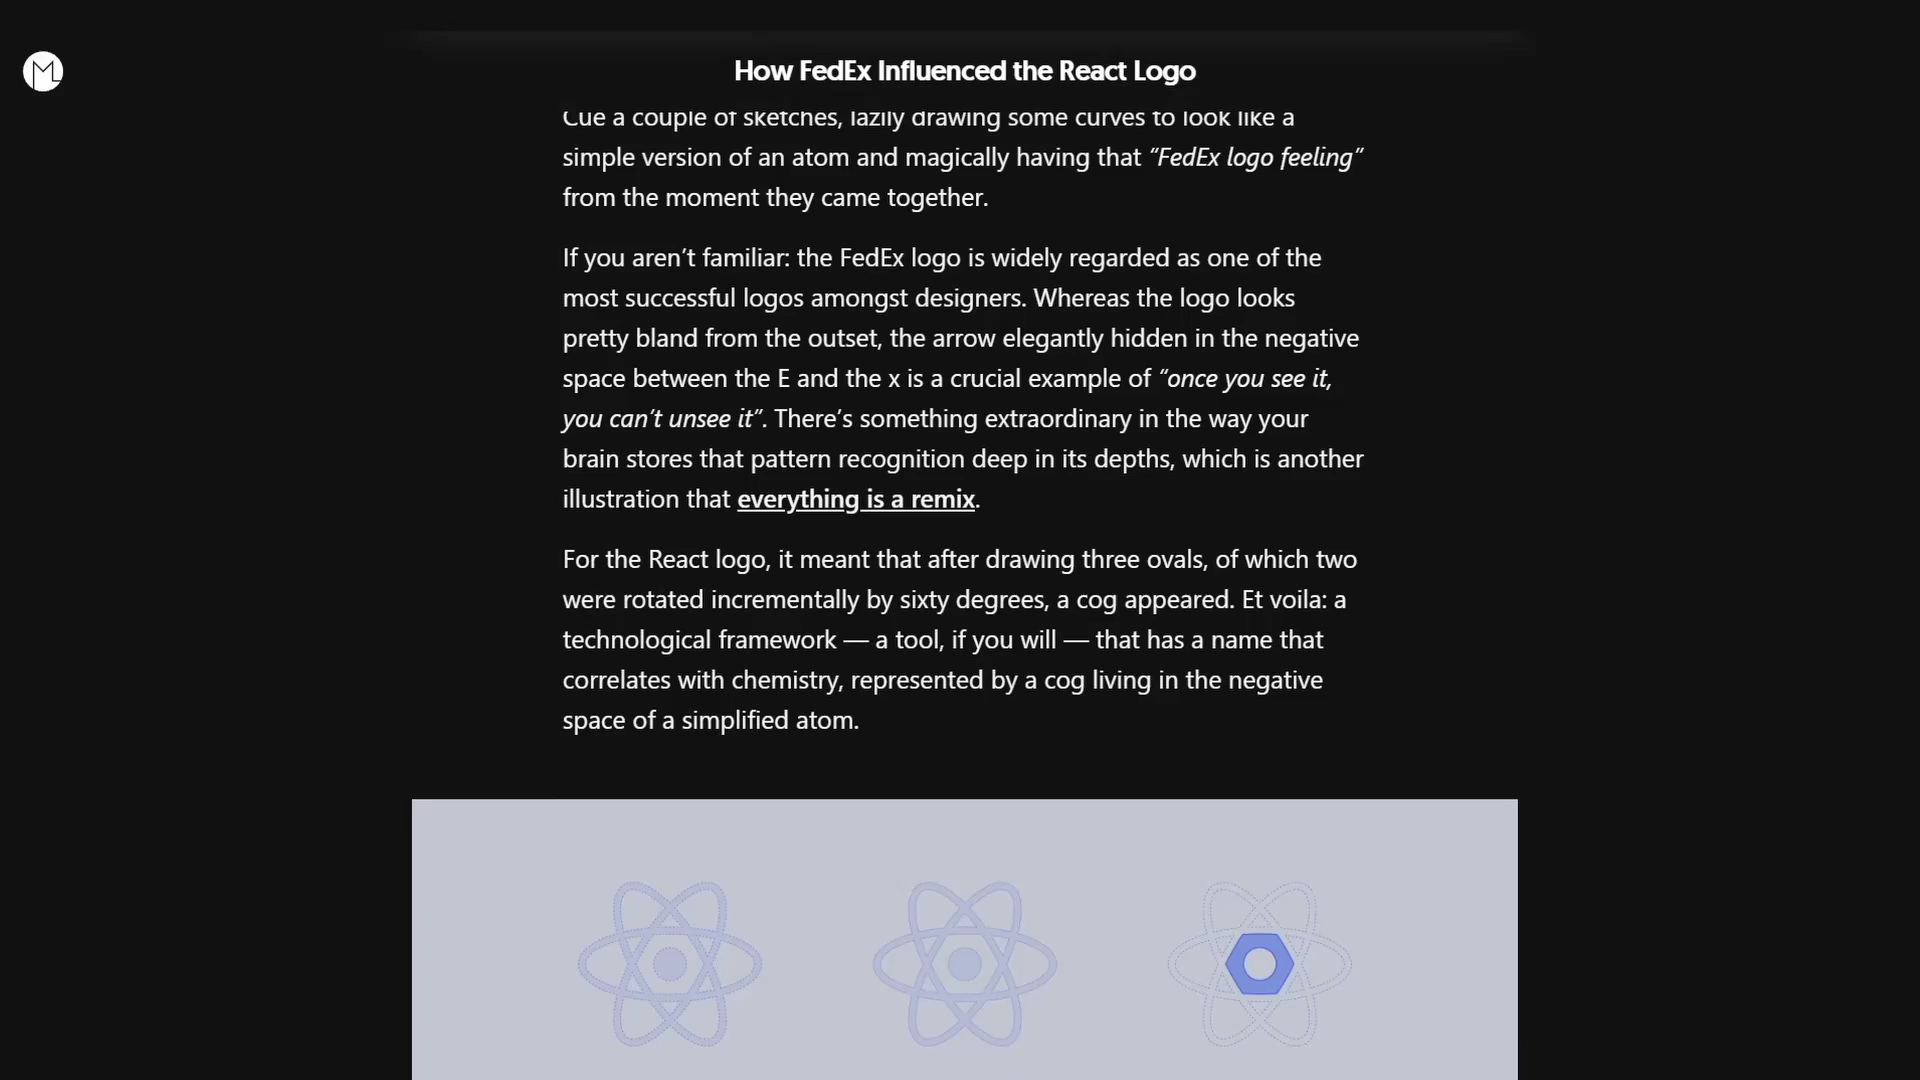 How FedEx Influenced the React Logo
Cue a couple of sketches, lazily drawing some curves to look like a
simple version of an atom and magically having that “FedEx logo feeling”
from the moment they came together.
If you aren’t familiar: the FedEx logo is widely regarded as one of the
most successful logos amongst designers. Whereas the logo looks
pretty bland from the outset, the arrow elegantly hidden in the negative
space between the E and the x is a crucial example of “once you see it,
you can’t unsee it”. There’s something extraordinary in the way your
brain stores that pattern recognition deep in its depths, which is another
illustration that everything is a remix.
For the React logo, it meant that after drawing three ovals, of which two
were rotated incrementally by sixty degrees, a cog appeared. Et voila: a
technological framework — a tool, if you will — that has a name that
correlates with chemistry, represented by a cog living in the negative
space of a simplified atom.